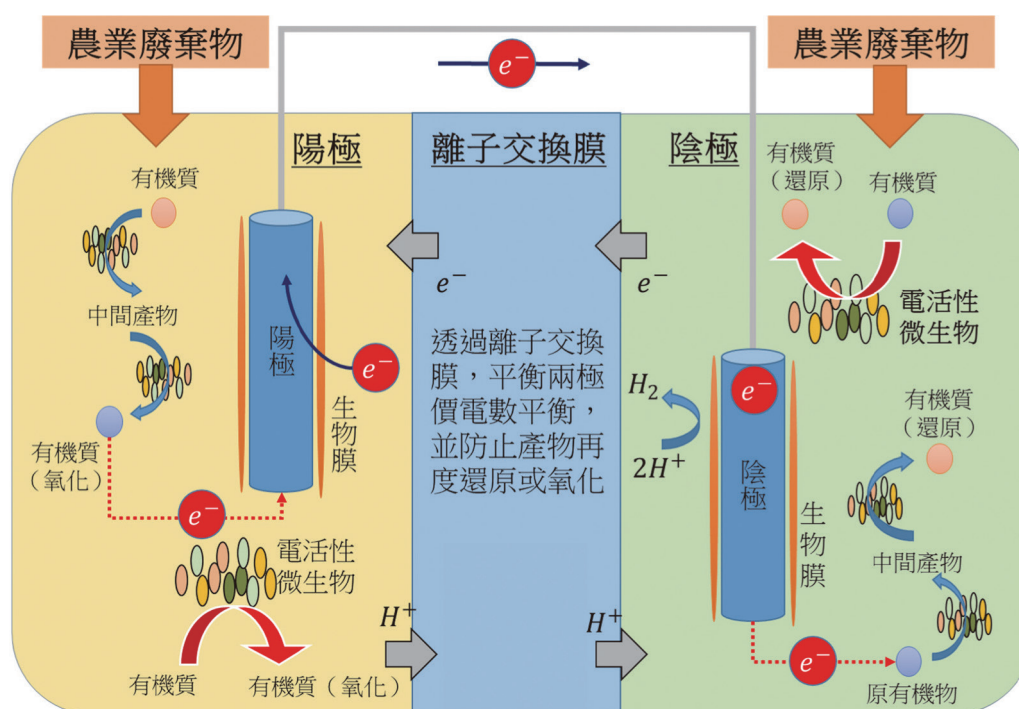 農業廢棄物
農業廢棄物
e⁻
陽極
離子交換膜
陰極
有機質
中間產物
有機質
(氧化)
e⁻
陽極
e⁻
生物膜
電活性
微生物
有機質
有機質(氧化)
e⁻
e⁻
透過離子交換
膜,平衡兩極
價電數平衡,
並防止產物再
度還原或氧化
H⁺
H⁺
有機質
(還原)
有機質
電活性
微生物
H₂
2H⁺
e⁻
陰極
生物膜
有機質
(還原)
中間產物
e⁻
原有機物